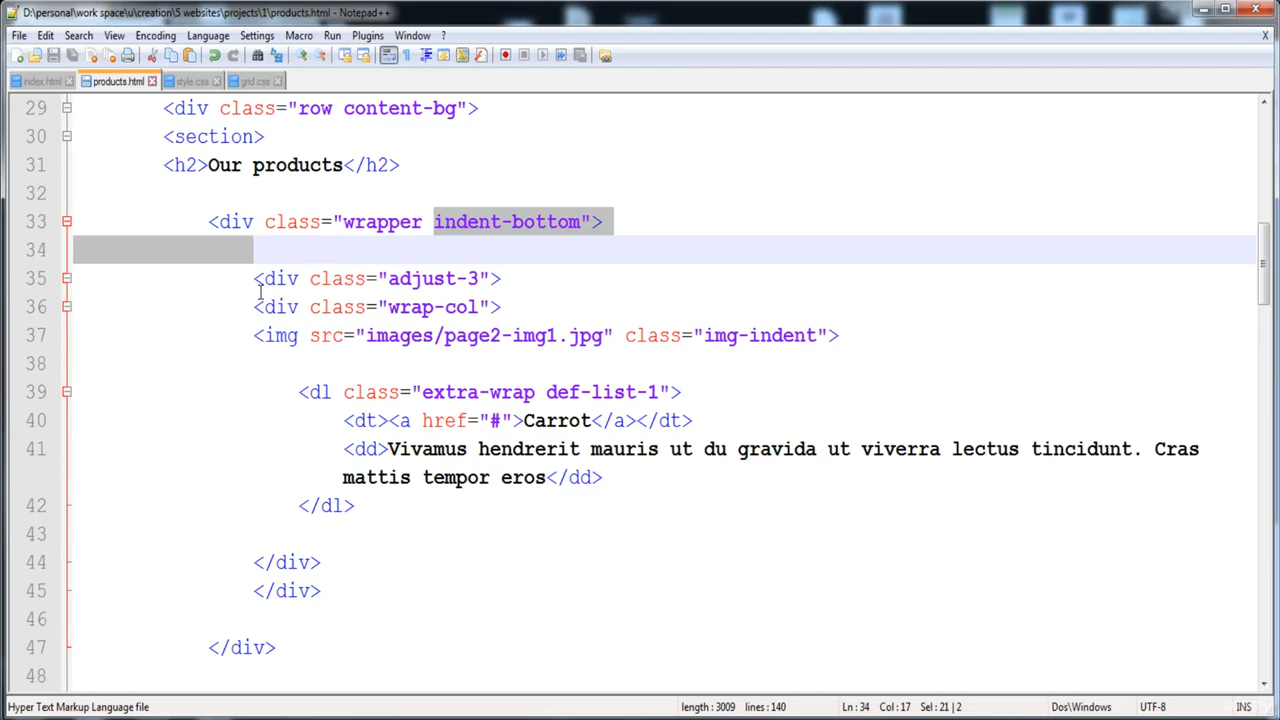 D:\personal\work space\u\creation\5 websites\projects\1\products.html - Notepad++
File Edit Search View Encoding Language Settings Macro Run Plugins Window ? X
index.html products.html style.css grid.css
29 <div class="row content-bg">
30 <section>
31 <h2>Our products</h2>
32
33 <div class="wrapper indent-bottom">
34
35 <div class="adjust-3">
36 <div class="wrap-col">
37 <img src="images/page2-img1.jpg" class="img-indent">
38
39 <dl class="extra-wrap def-list-1">
40 <dt><a href="#">Carrot</a></dt>
41 <dd>Vivamus hendrerit mauris ut du gravida ut viverra lectus tincidunt. Cras
mattis tempor eros</dd>
42 </dl>
43
44 </div>
45 </div>
46
47 </div>
48
Hyper Text Markup Language file length : 3009 lines : 140 Ln : 34 Col : 17 Sel : 21 | 2 Dos\Windows UTF-8 INS